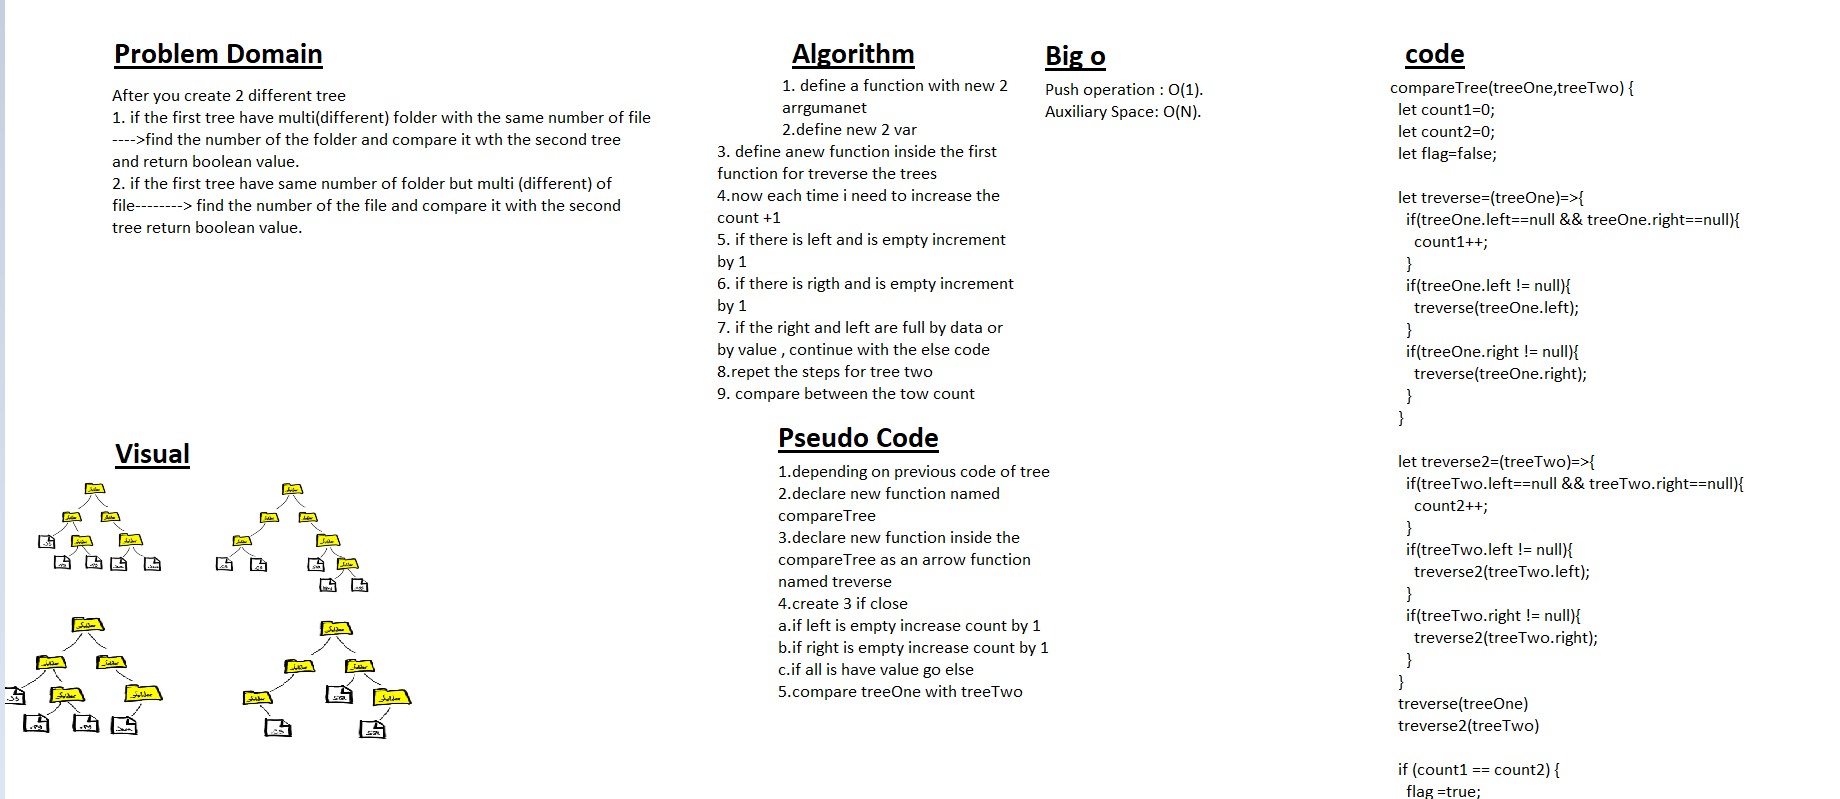 Problem Domain
After you create 2 different tree
1. if the first tree have multi(different) folder with the same number of file
---->find the number of the folder and compare it wth the second tree
and return boolean value.
2. if the first tree have same number of folder but multi (different) of
file--------> find the number of the file and compare it with the second
tree return boolean value.
Visual
Algorithm
1. define a function with new 2
arrgumanet
2.define new 2 var
3. define anew function inside the first
function for treverse the trees
4.now each time i need to increase the
count +1
5. if there is left and is empty increment
by 1
6. if there is rigth and is empty increment
by 1
7. if the right and left are full by data or
by value , continue with the else code
8.repet the steps for tree two
9. compare between the tow count
Pseudo Code
1.depending on previous code of tree
2.declare new function named
compareTree
3.declare new function inside the
compareTree as an arrow function
named treverse
4.create 3 if close
a.if left is empty increase count by 1
b.if right is empty increase count by 1
c.if all is have value go else
5.compare treeOne with treeTwo
Big o
Push operation : O(1).
Auxiliary Space: O(N).
code
compareTree(treeOne,treeTwo) {
let count1=0;
let count2=0;
let flag=false;
let treverse=(treeOne)=>{
if(treeOne.left==null && treeOne.right==null){
count1++;
}
if(treeOne.left != null){
treverse(treeOne.left);
}
if(treeOne.right != null){
treverse(treeOne.right);
}
}
let treverse2=(treeTwo)=>{
if(treeTwo.left==null && treeTwo.right==null){
count2++;
}
if(treeTwo.left != null){
treverse2(treeTwo.left);
}
if(treeTwo.right != null){
treverse2(treeTwo.right);
}
}
treverse(treeOne)
treverse2(treeTwo)
if (count1 == count2) {
flag =true;